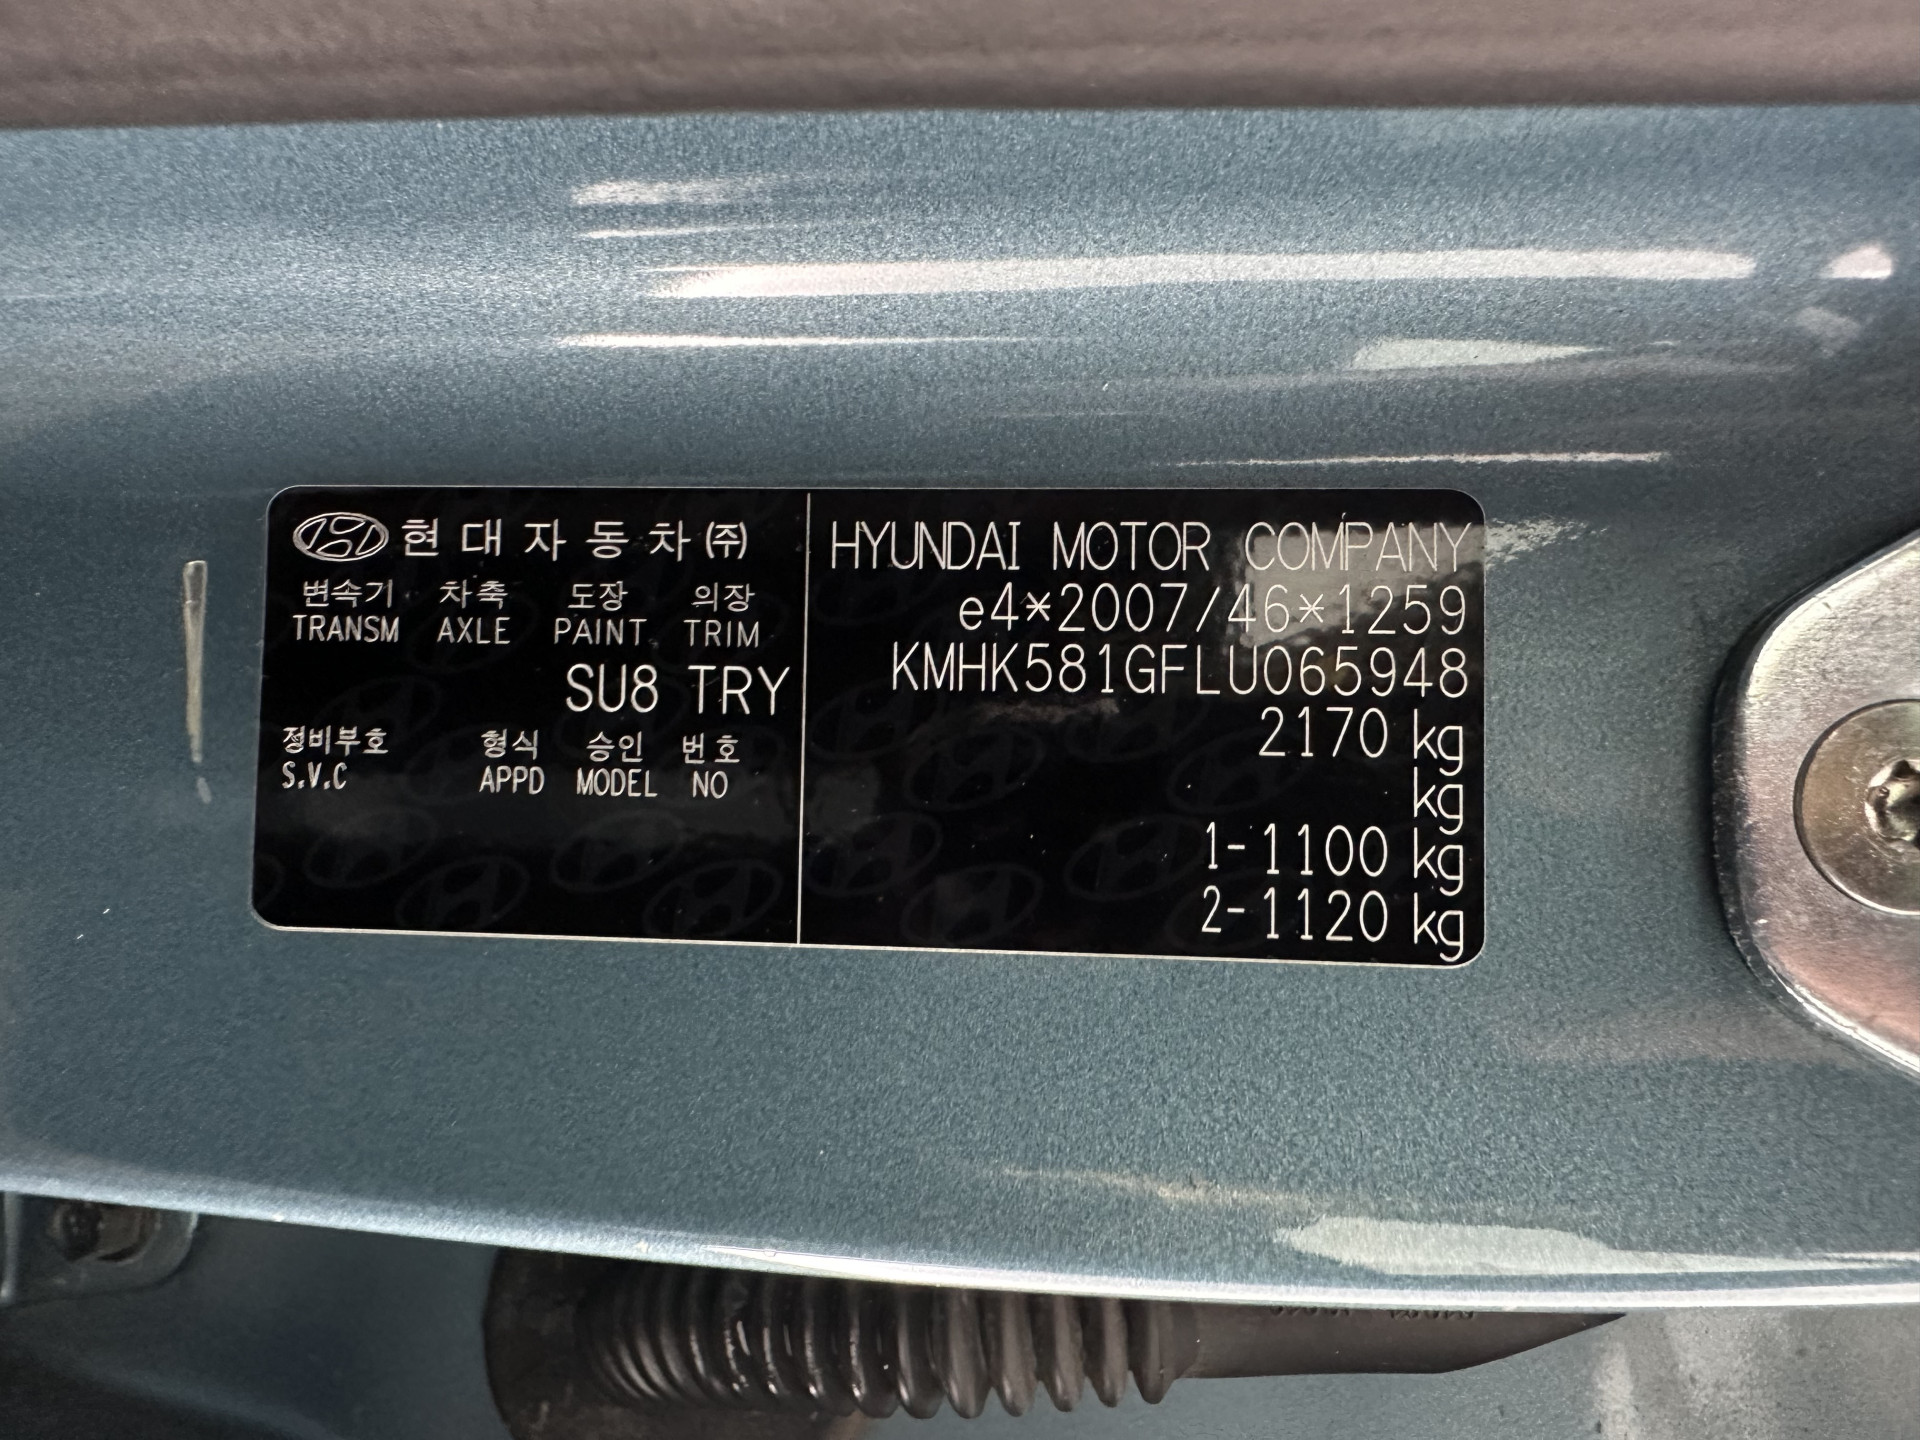 현대자동차㈜
변속기 차축 도장 의장
TRANSM AXLE PAINT TRIM
SU8 TRY
정비부호 형식 승인 번호
S.V.C APPD MODEL NO
HYUNDAI MOTOR COMPANY
e4*2007/46*1259
KMHK581GFLU065948
2170 kg
kg
1-1100 kg
2-1120 kg